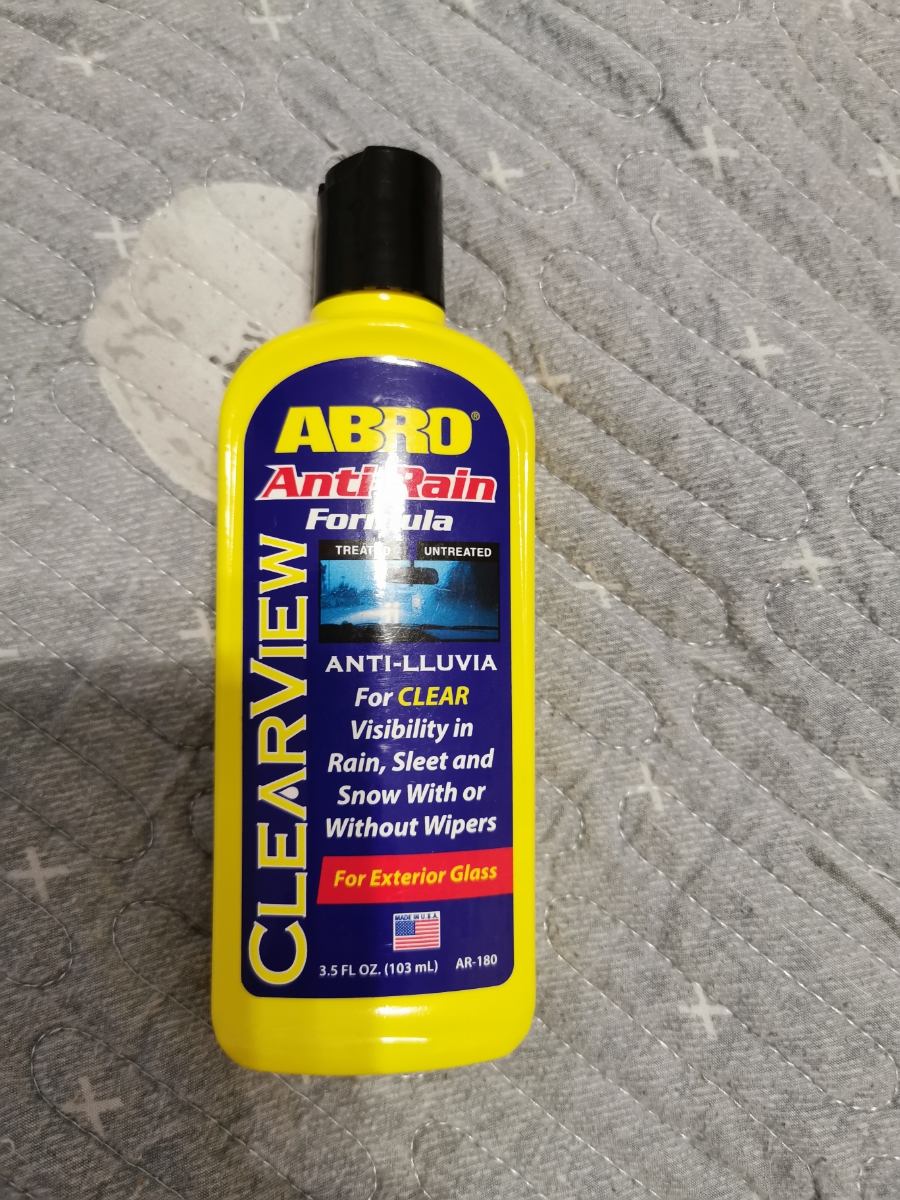 ABRO®
Anti-Rain
Formula
TREATED UNTREATED
CLEARVIEW
ANTI-LLUVIA
For CLEAR
Visibility in
Rain, Sleet and
Snow With or
Without Wipers
For Exterior Glass
MADE IN U.S.A.
3.5 FL OZ. (103 mL) AR-180